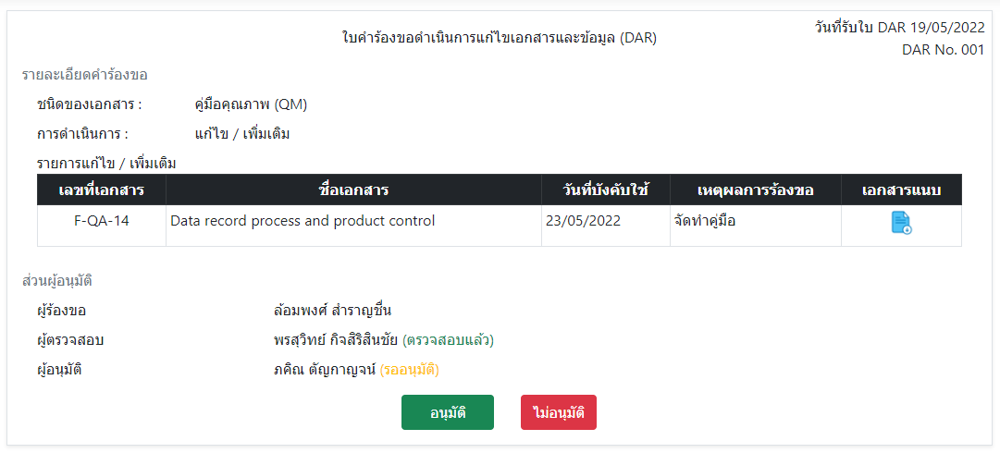 วันที่รับใบ DAR 19/05/2022
ใบคำร้องขอดำเนินการแก้ไขเอกสารและข้อมูล (DAR)
DAR No. 001
รายละเอียดคำร้องขอ
ชนิดของเอกสาร : คู่มือคุณภาพ (QM)
การดำเนินการ : แก้ไข / เพิ่มเติม
รายการแก้ไข / เพิ่มเติม
เลขที่เอกสาร ชื่อเอกสาร วันที่บังคับใช้ เหตุผลการร้องขอ เอกสารแนบ
F-QA-14 Data record process and product control 23/05/2022 จัดทำคู่มือ
ส่วนผู้อนุมัติ
ผู้ร้องขอ ล้อมพงศ์ สำราญชื่น
ผู้ตรวจสอบ พรสุวิทย์ กิจสิริสินชัย (ตรวจสอบแล้ว)
ผู้อนุมัติ ภคิณ ตัญกาญจน์ (รออนุมัติ)
อนุมัติ ไม่อนุมัติ